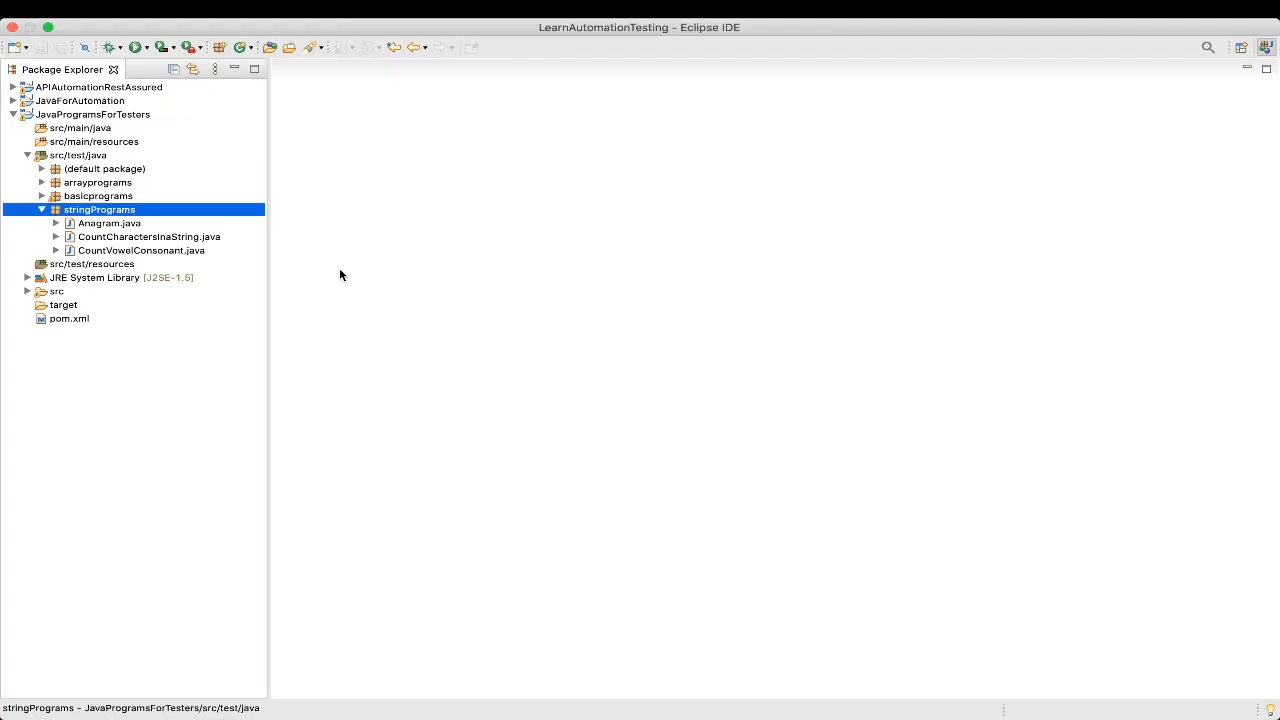 LearnAutomationTesting - Eclipse IDE
Package Explorer
APIAutomationRestAssured
JavaForAutomation
JavaProgramsForTesters
src/main/java
src/main/resources
src/test/java
(default package)
arrayprograms
basicprograms
stringPrograms
Anagram.java
CountCharactersInaString.java
CountVowelConsonant.java
src/test/resources
JRE System Library [J2SE-1.5]
src
target
pom.xml
stringPrograms - JavaProgramsForTesters/src/test/java